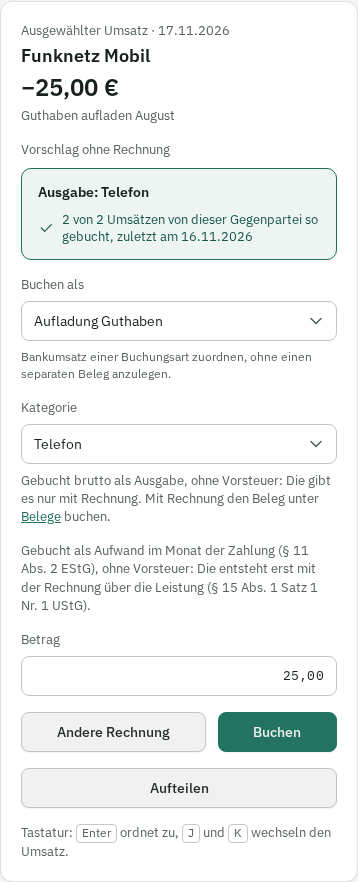 Ausgewählter Umsatz · 17.11.2026
Funknetz Mobil
−25,00 €
Guthaben aufladen August
Vorschlag ohne Rechnung
Ausgabe: Telefon
2 von 2 Umsätzen von dieser Gegenpartei so
gebucht, zuletzt am 16.11.2026
Buchen als
Aufladung Guthaben
Bankumsatz einer Buchungsart zuordnen, ohne einen
separaten Beleg anzulegen.
Kategorie
Telefon
Gebucht brutto als Ausgabe, ohne Vorsteuer: Die gibt
es nur mit Rechnung. Mit Rechnung den Beleg unter
Belege buchen.
Gebucht als Aufwand im Monat der Zahlung (§ 11
Abs. 2 EStG), ohne Vorsteuer: Die entsteht erst mit
der Rechnung über die Leistung (§ 15 Abs. 1 Satz 1
Nr. 1 UStG).
Betrag
25,00
Andere Rechnung
Buchen
Aufteilen
Tastatur: Enter ordnet zu, J und K wechseln den
Umsatz.